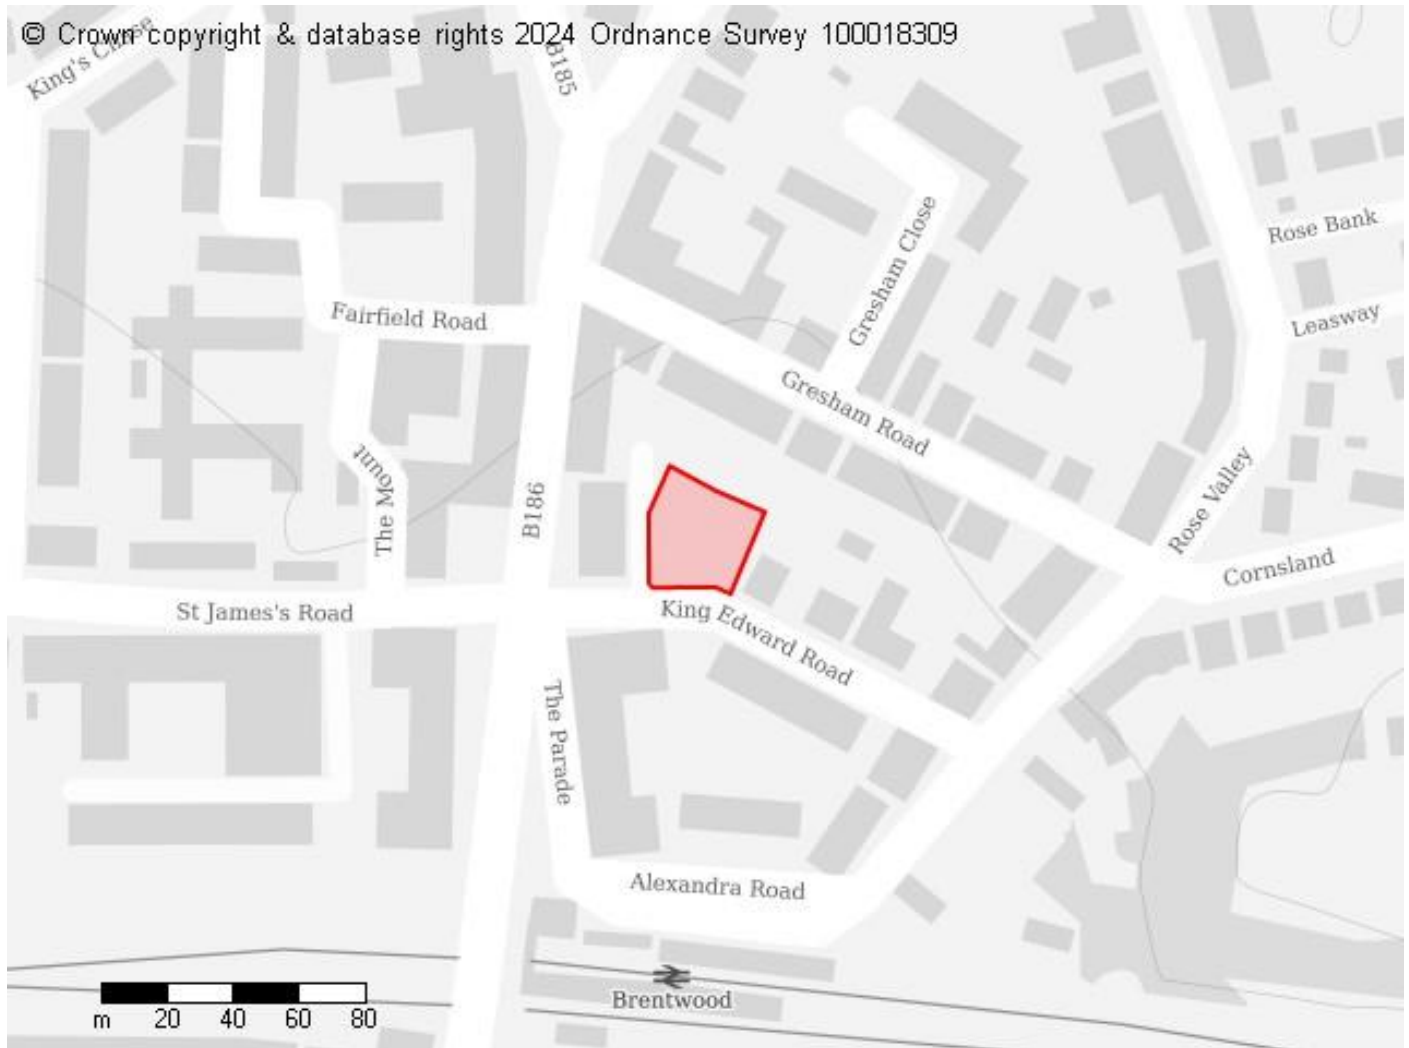 © Crown copyright & database rights 2024 Ordnance Survey 100018309
King's Chase
B185
Rose Bank
Fairfield Road
Gresham Close
Leasway
Gresham Road
The Mount
B186
Rose Valley
Cornsland
St James's Road
King Edward Road
The Parade
Alexandra Road
Brentwood
m 20 40 60 80